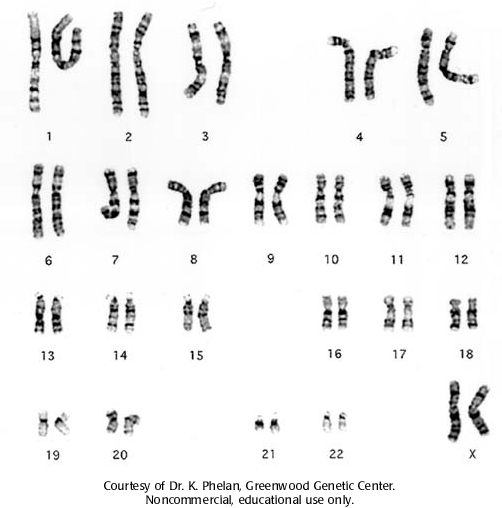 1 2 3 4 5
6 7 8 9 10 11 12
13 14 15 16 17 18
19 20 21 22 X
Courtesy of Dr. K. Phelan, Greenwood Genetic Center.
Noncommercial, educational use only.